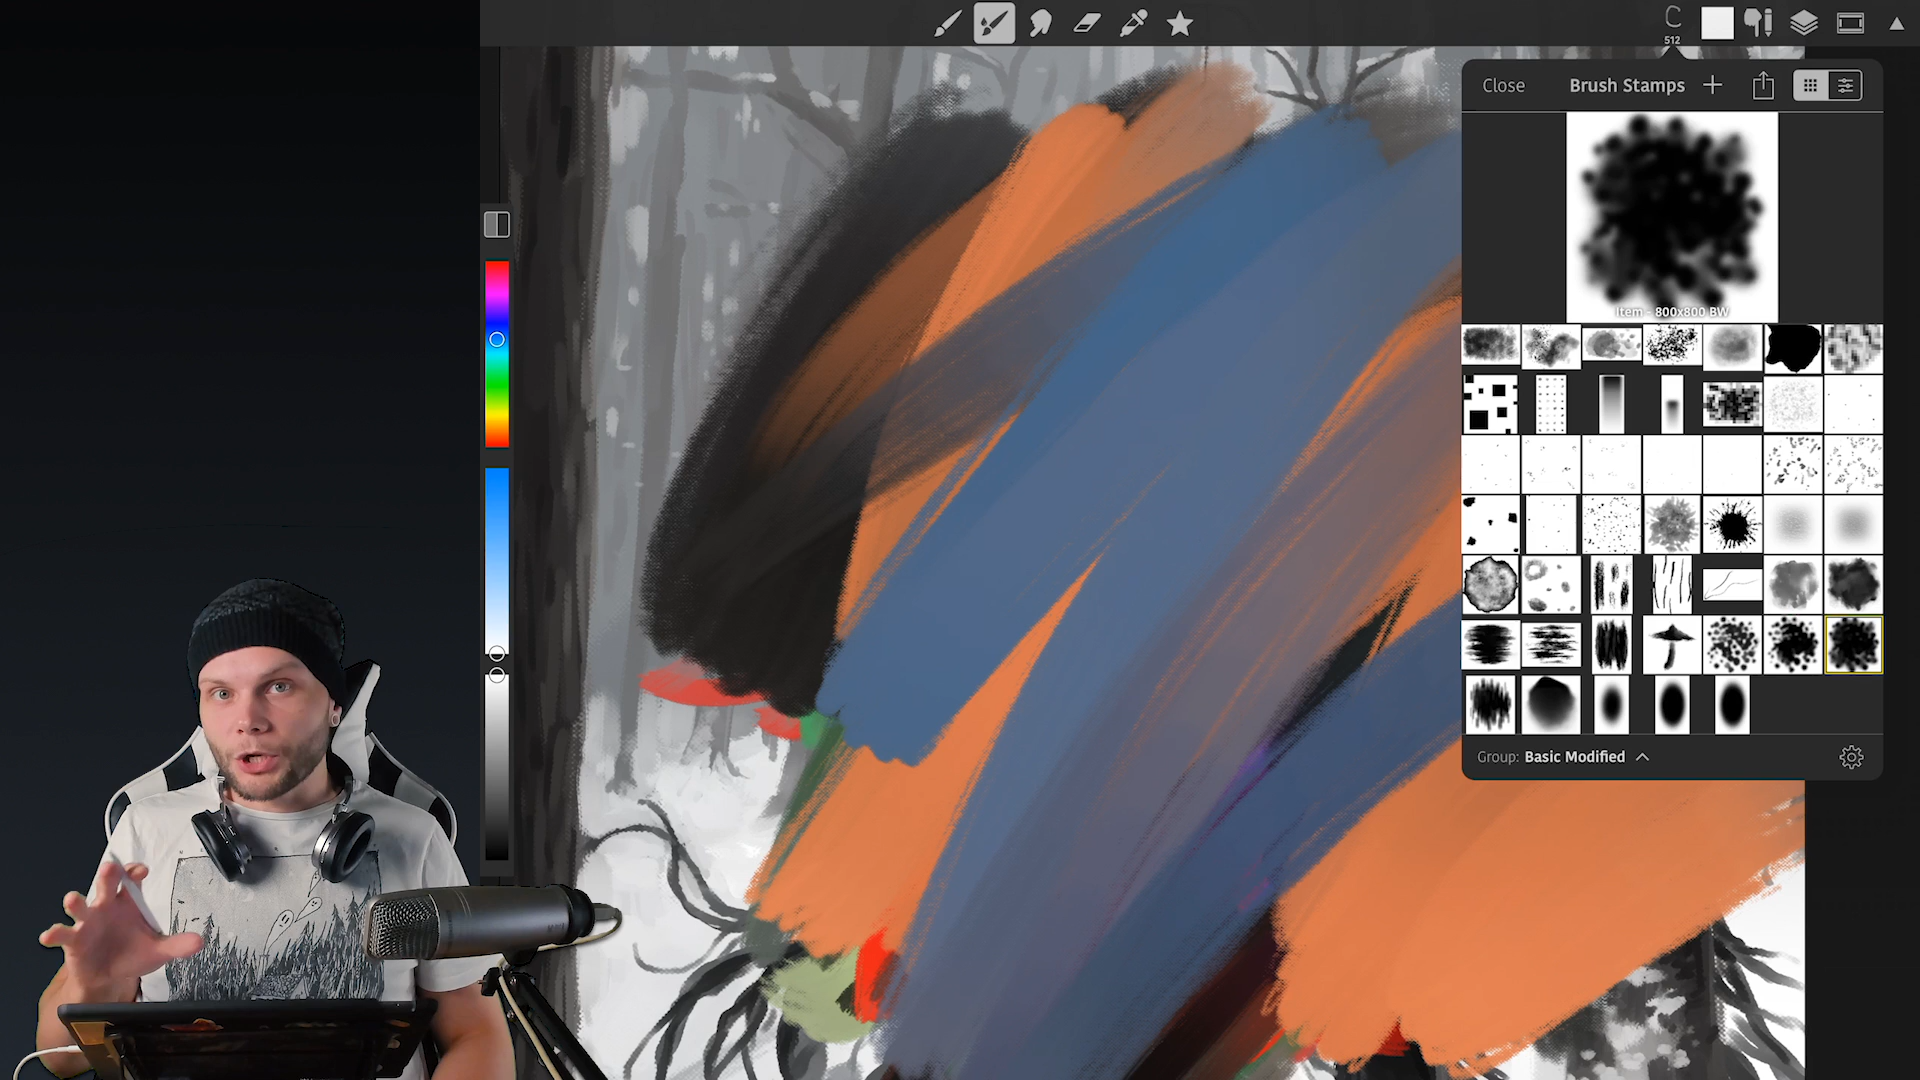 C
512
Close
Brush Stamps
Item - 800x800 BW
Group: Basic Modified